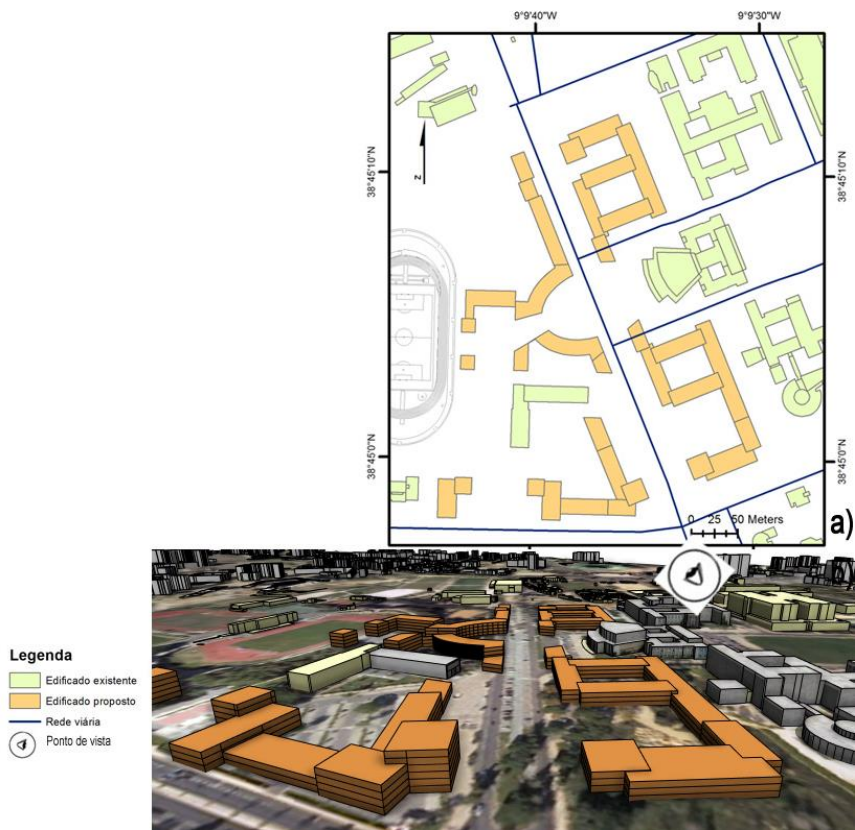 9°9'40"W
9°9'30"W
38°45'10"N
38°45'10"N
z
38°45'0"N
38°45'0"N
0 25 50 Meters
a)
Legenda
Edificado existente
Edificado proposto
Rede viária
Ponto de vista